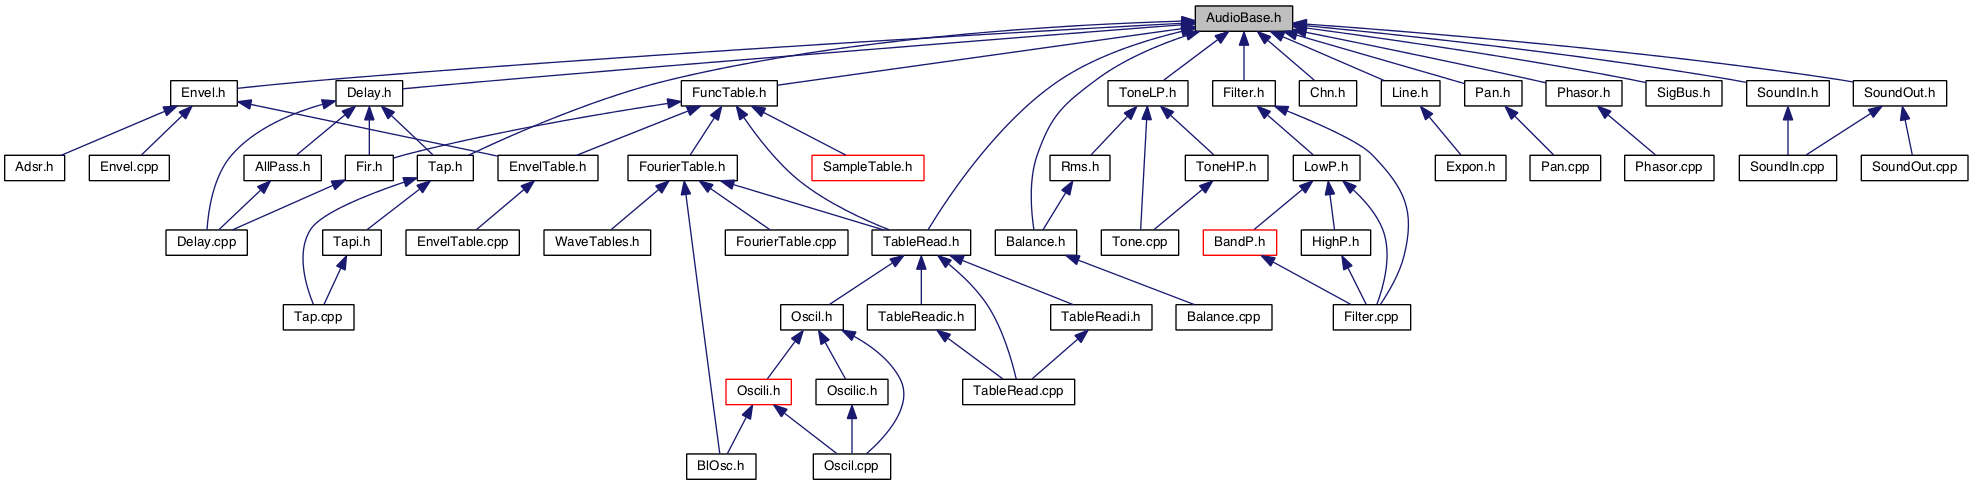 AudioBase.h
Envel.h
Delay.h
FuncTable.h
ToneLP.h
Filter.h
Chn.h
Line.h
Pan.h
Phasor.h
SigBus.h
SoundIn.h
SoundOut.h
Adsr.h
Envel.cpp
AllPass.h
Fir.h
Tap.h
EnvelTable.h
FourierTable.h
SampleTable.h
Rms.h
ToneHP.h
LowP.h
Expon.h
Pan.cpp
Phasor.cpp
SoundIn.cpp
SoundOut.cpp
Delay.cpp
Tapi.h
EnvelTable.cpp
WaveTables.h
FourierTable.cpp
TableRead.h
Balance.h
Tone.cpp
BandP.h
HighP.h
Tap.cpp
Oscil.h
TableReadic.h
TableReadi.h
Balance.cpp
Filter.cpp
Oscili.h
Oscilic.h
TableRead.cpp
BlOsc.h
Oscil.cpp